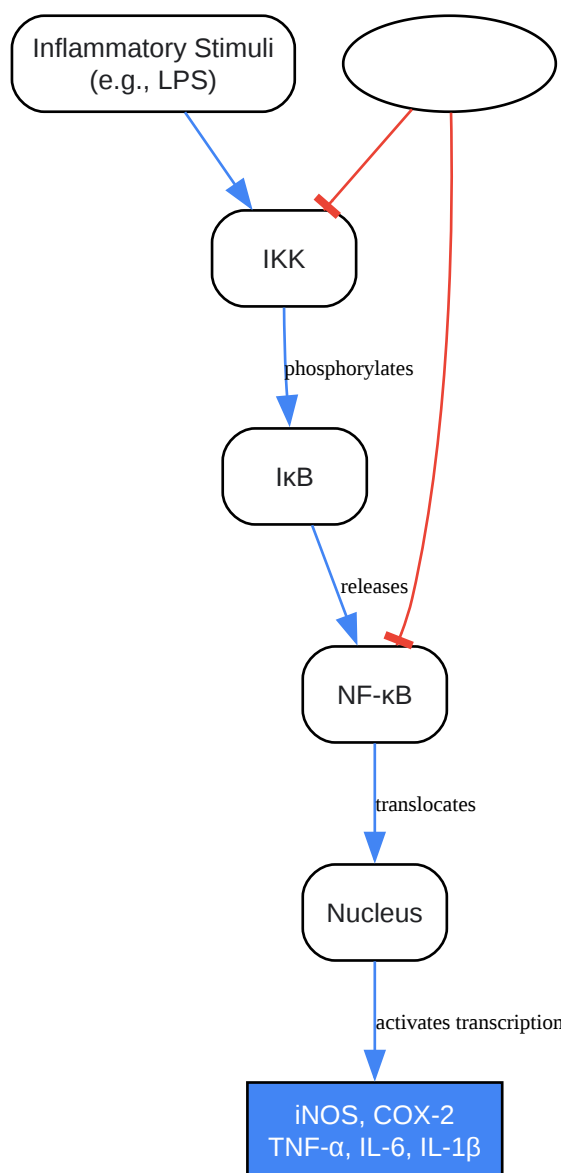 Inflammatory Stimuli
(e.g., LPS)
IKK
phosphorylates
IκB
releases
NF-κB
translocates
Nucleus
activates transcription
iNOS, COX-2
TNF-α, IL-6, IL-1β